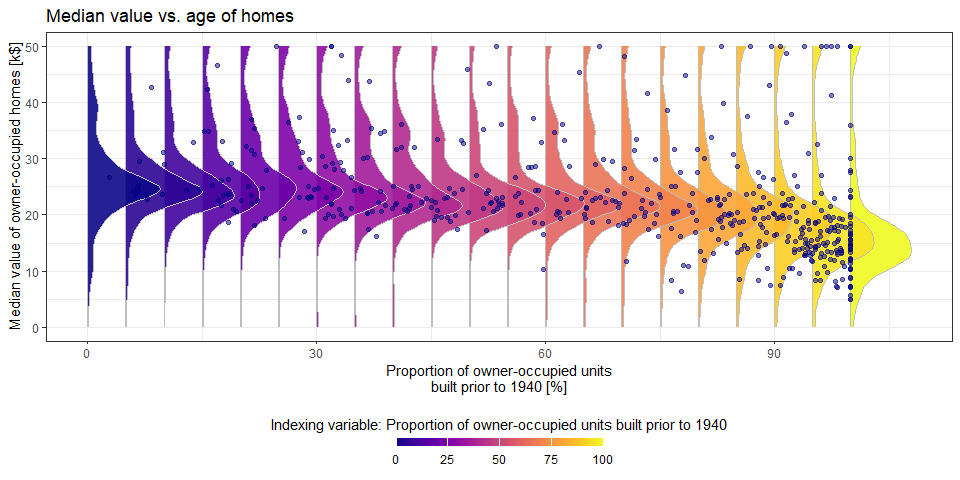 Median value vs. age of homes
Median value of owner-occupied homes [k$]
50
40
30
20
10
0
0 30 60 90
Proportion of owner-occupied units
built prior to 1940 [%]
Indexing variable: Proportion of owner-occupied units built prior to 1940
0 25 50 75 100